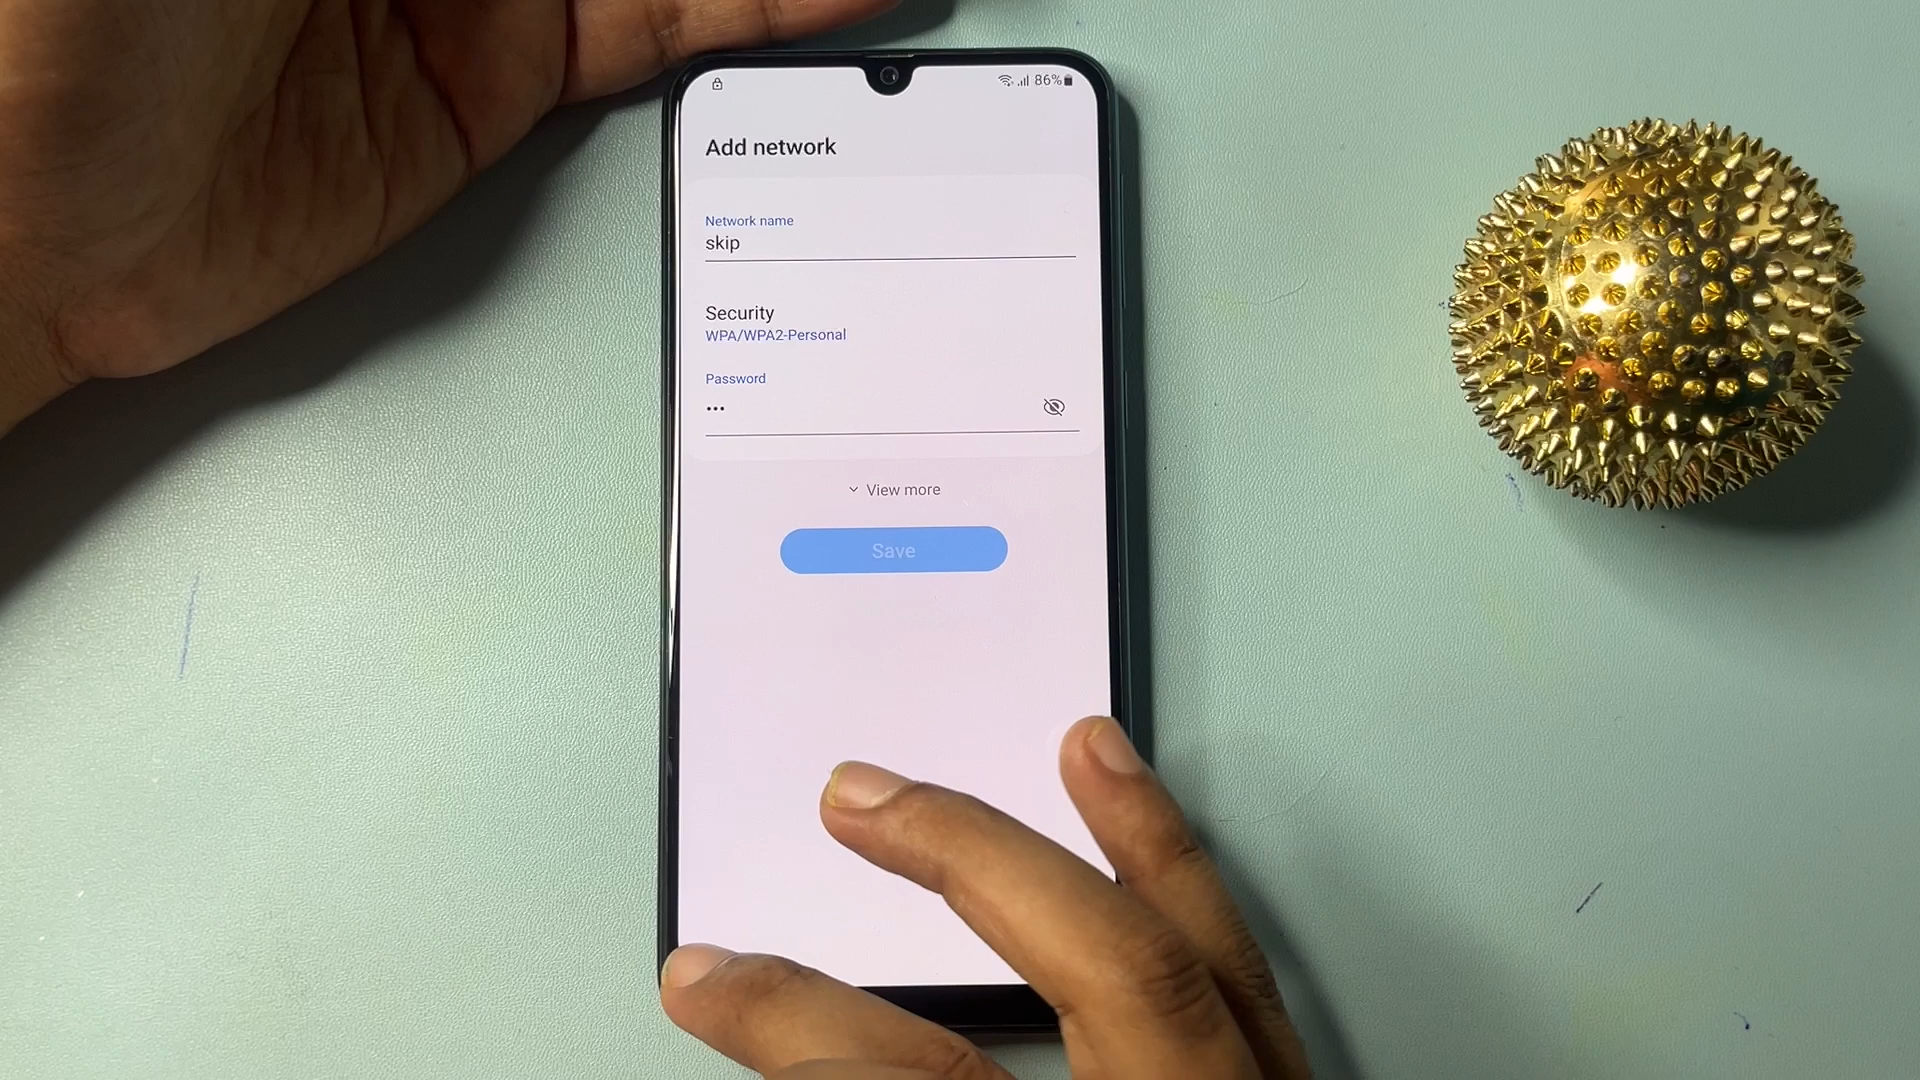 86%
Add network
Network name
skip
Security
WPA/WPA2-Personal
Password
•••
View more
Save